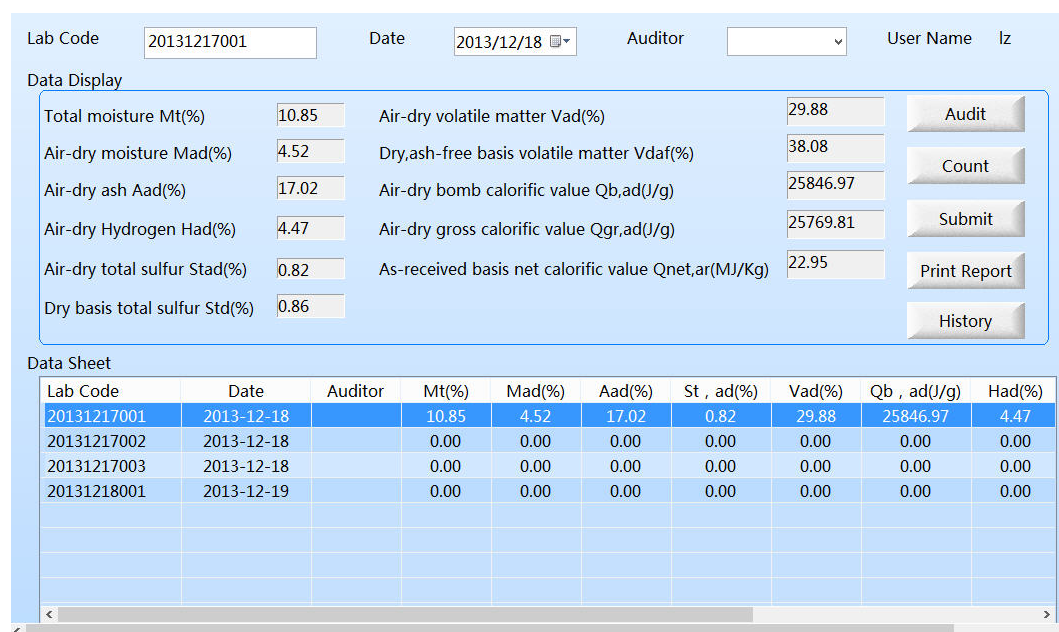 Lab Code 20131217001 Date 2013/12/18 Auditor User Name lz
Data Display
Total moisture Mt(%) 10.85 Air-dry volatile matter Vad(%) 29.88 Audit
Air-dry moisture Mad(%) 4.52 Dry,ash-free basis volatile matter Vdaf(%) 38.08 Count
Air-dry ash Aad(%) 17.02 Air-dry bomb calorific value Qb,ad(J/g) 25846.97
Air-dry Hydrogen Had(%) 4.47 Air-dry gross calorific value Qgr,ad(J/g) 25769.81 Submit
Air-dry total sulfur Stad(%) 0.82 As-received basis net calorific value Qnet,ar(MJ/Kg) 22.95 Print Report
Dry basis total sulfur Std(%) 0.86 History
Data Sheet
Lab Code Date Auditor Mt(%) Mad(%) Aad(%) St , ad(%) Vad(%) Qb , ad(J/g) Had(%)
20131217001 2013-12-18 10.85 4.52 17.02 0.82 29.88 25846.97 4.47
20131217002 2013-12-18 0.00 0.00 0.00 0.00 0.00 0.00 0.00
20131217003 2013-12-18 0.00 0.00 0.00 0.00 0.00 0.00 0.00
20131218001 2013-12-19 0.00 0.00 0.00 0.00 0.00 0.00 0.00